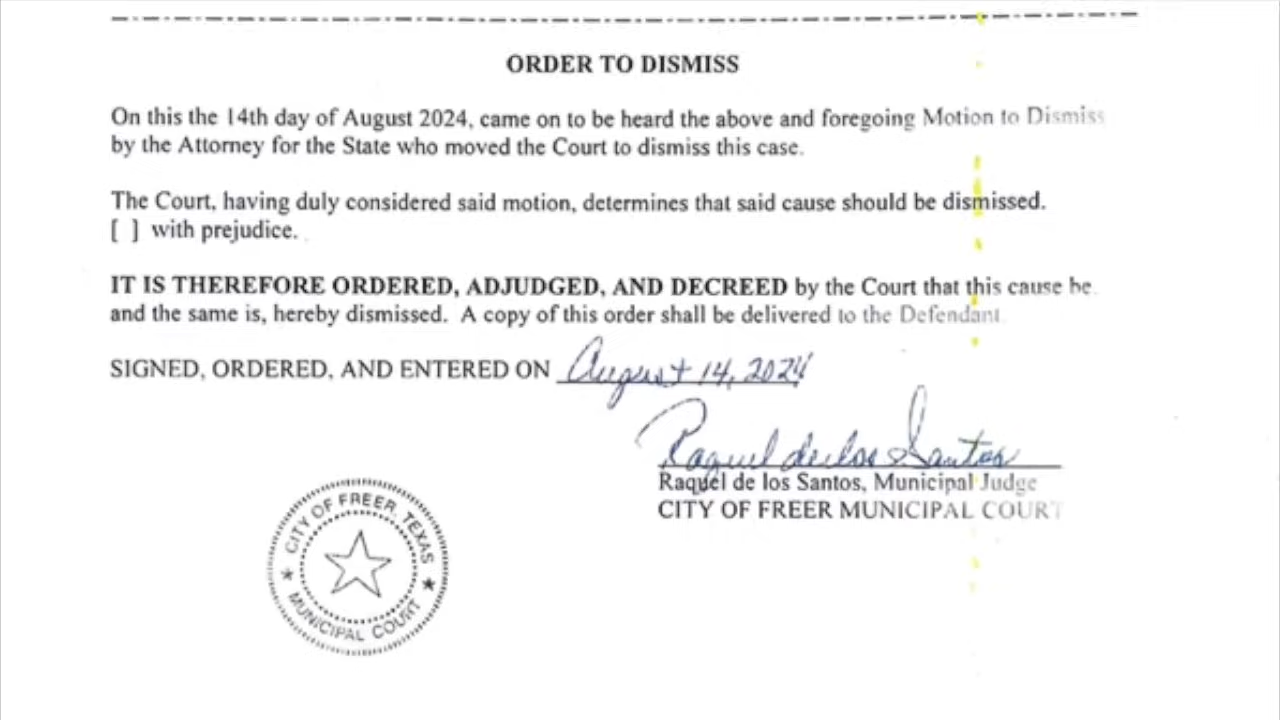 ORDER TO DISMISS
On this the 14th day of August 2024, came on to be heard the above and foregoing Motion to Dismiss
by the Attorney for the State who moved the Court to dismiss this case.
The Court, having duly considered said motion, determines that said cause should be dismissed.
[ ] with prejudice.
IT IS THEREFORE ORDERED, ADJUDGED, AND DECREED by the Court that this cause be
and the same is, hereby dismissed. A copy of this order shall be delivered to the Defendant.
SIGNED, ORDERED, AND ENTERED ON August 14, 2024
Raquel de los Santos
Raquel de los Santos, Municipal Judge
CITY OF FREER MUNICIPAL COURT
CITY OF FREER, TEXAS
MUNICIPAL COURT